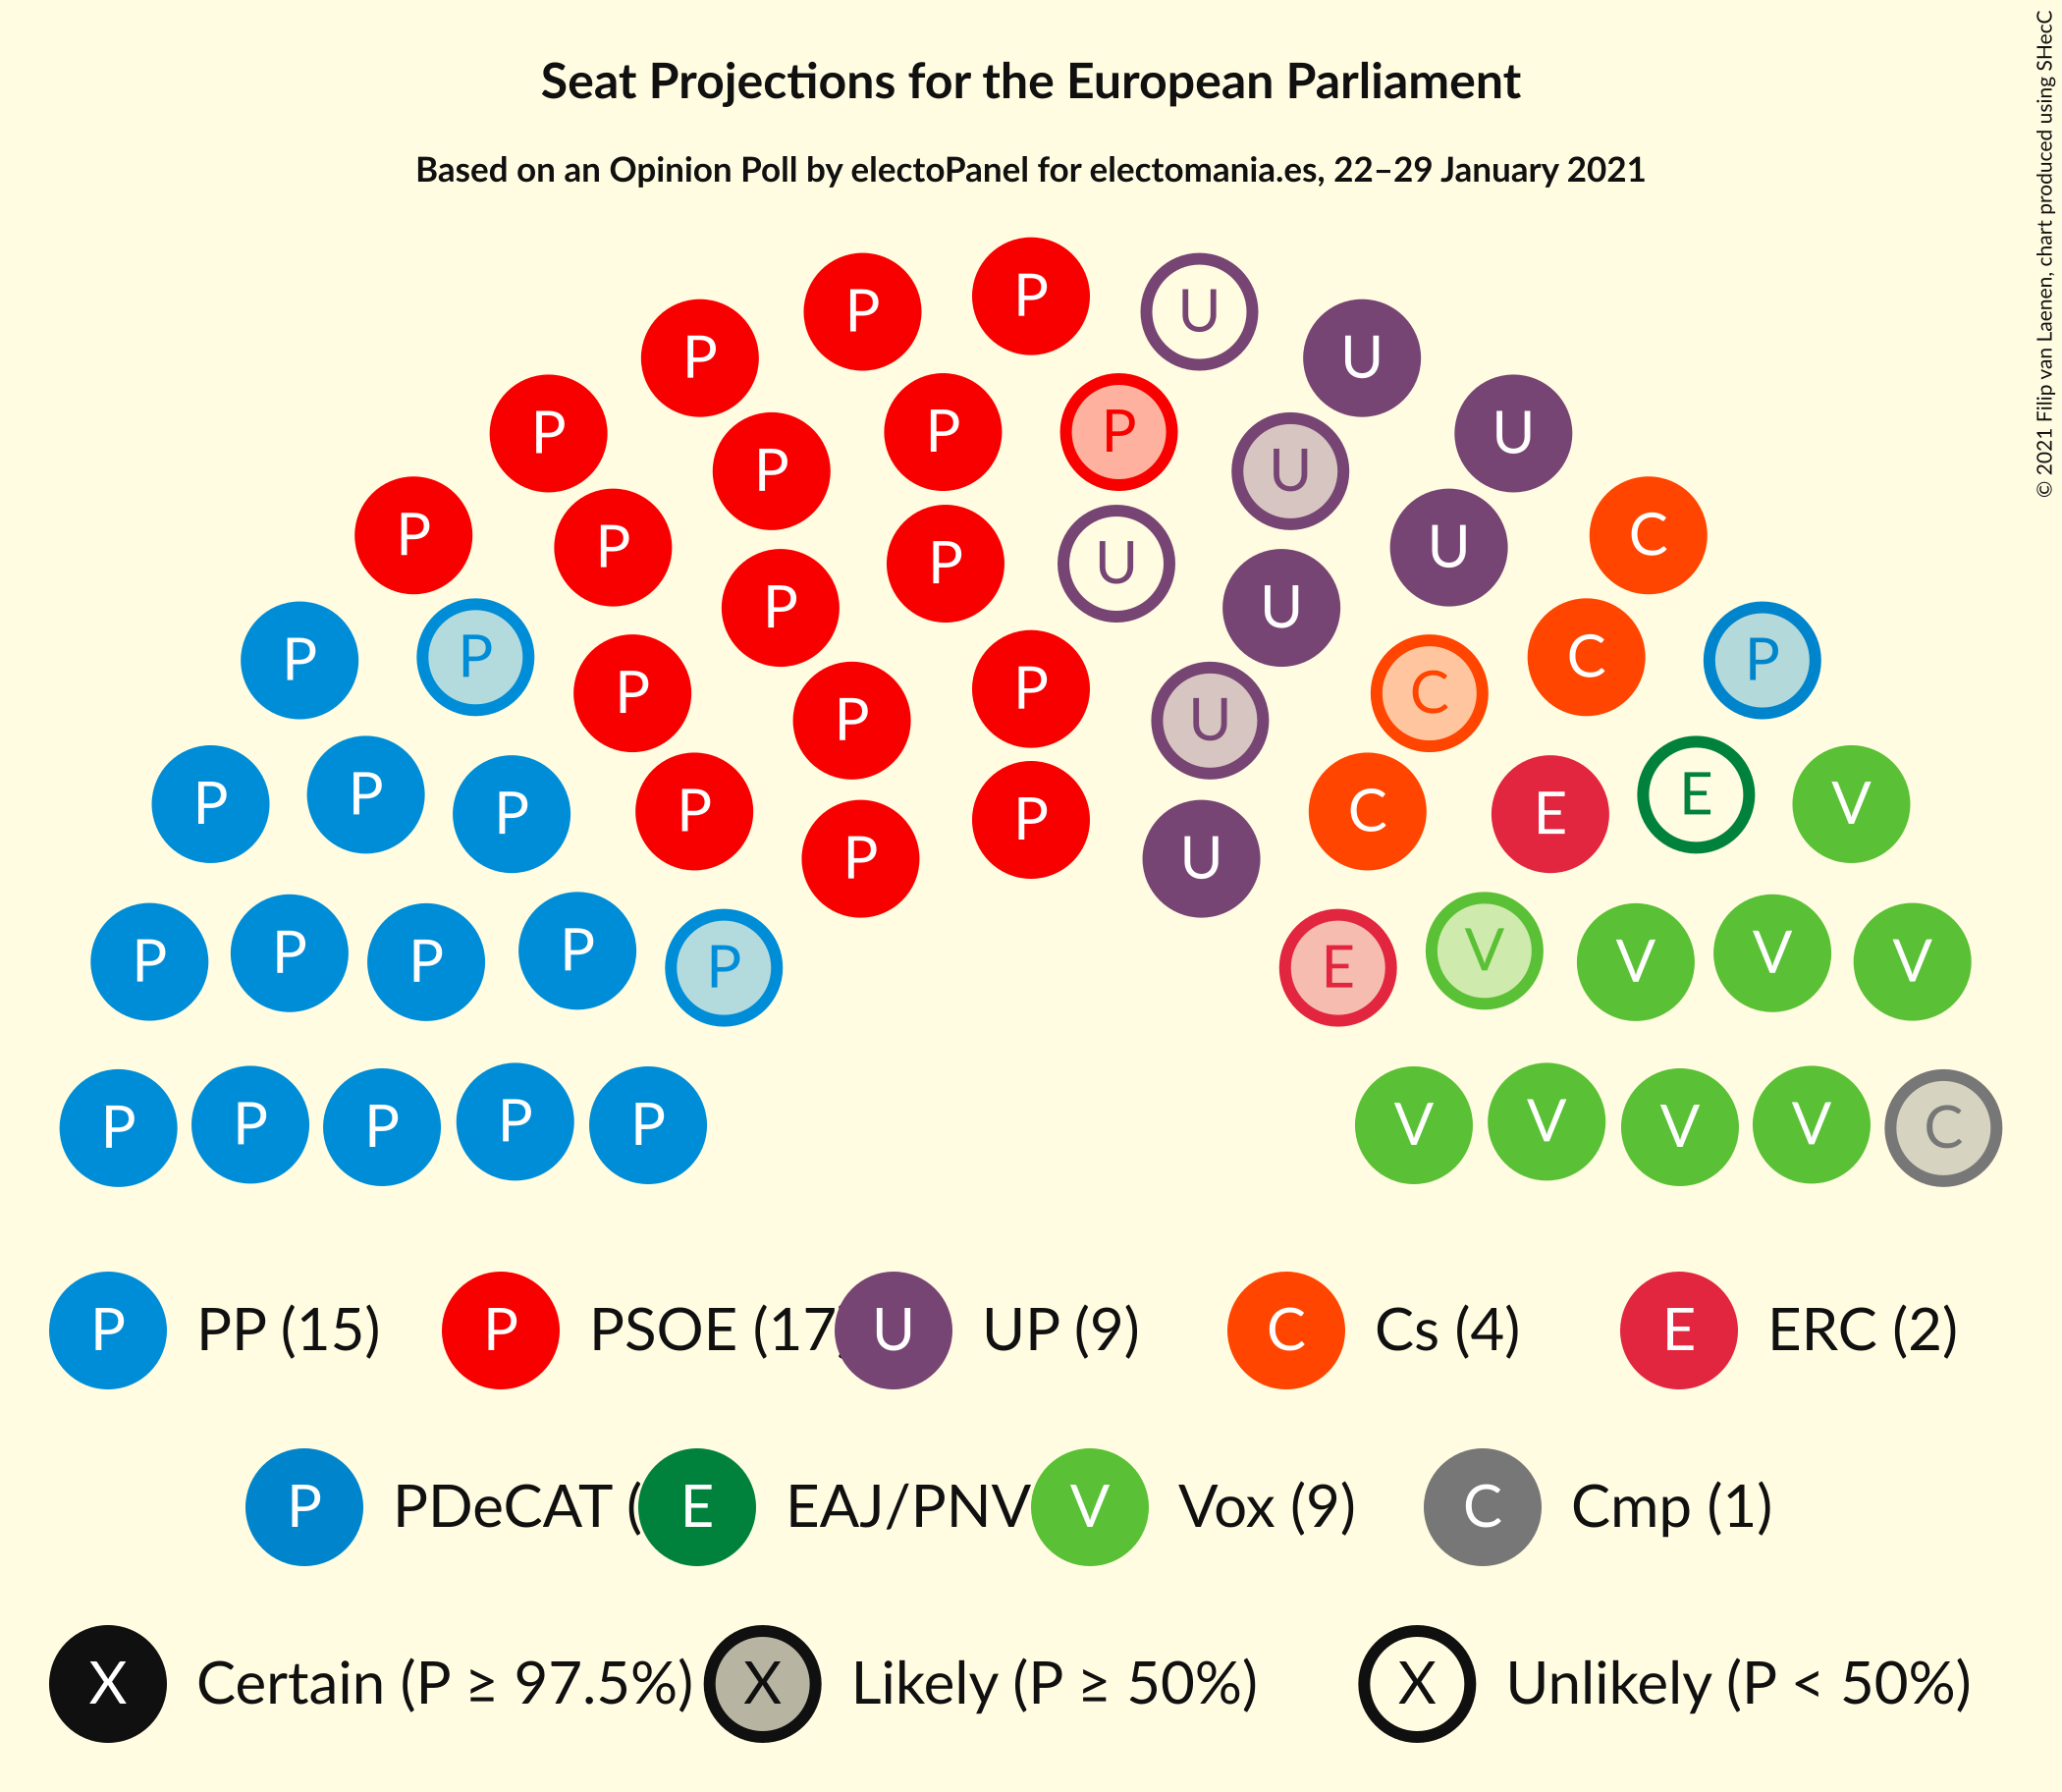 Seat Projections for the European Parliament
Based on an Opinion Poll by electoPanel for electomania.es, 22–29 January 2021
© 2021 Filip van Laenen, chart produced using SHecC
P P P U U
P P P P U U
P P P U U C
P P P U U C
P P P P P U C C P
P P P P P P U C E E V
P P P P P E V V V V
P P P P P V V V V C
P PP (15) P PSOE (17 U UP (9) C Cs (4) E ERC (2)
P PDeCAT ( E EAJ/PNV V Vox (9) C Cmp (1)
X Certain (P ≥ 97.5%) X Likely (P ≥ 50%) X Unlikely (P < 50%)